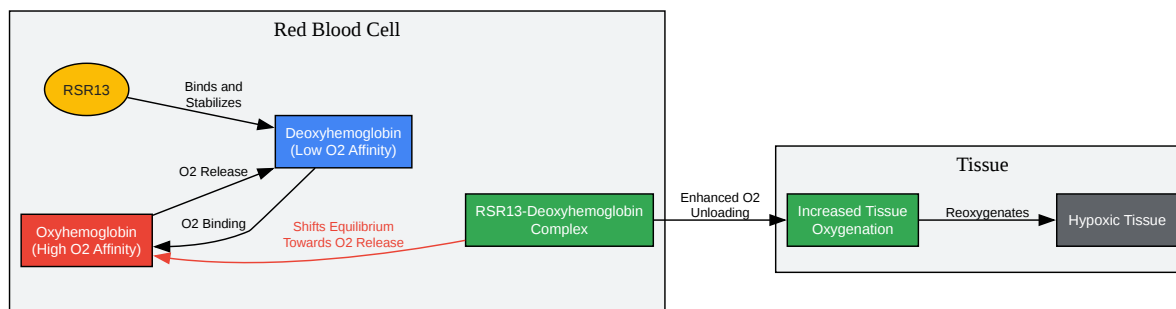 Red Blood Cell
RSR13
Binds and
Stabilizes
Deoxyhemoglobin
(Low O2 Affinity)
O2 Release
O2 Binding
Oxyhemoglobin
(High O2 Affinity)
Shifts Equilibrium
Towards O2 Release
RSR13-Deoxyhemoglobin
Complex
Enhanced O2
Unloading
Tissue
Increased Tissue
Oxygenation
Reoxygenates
Hypoxic Tissue